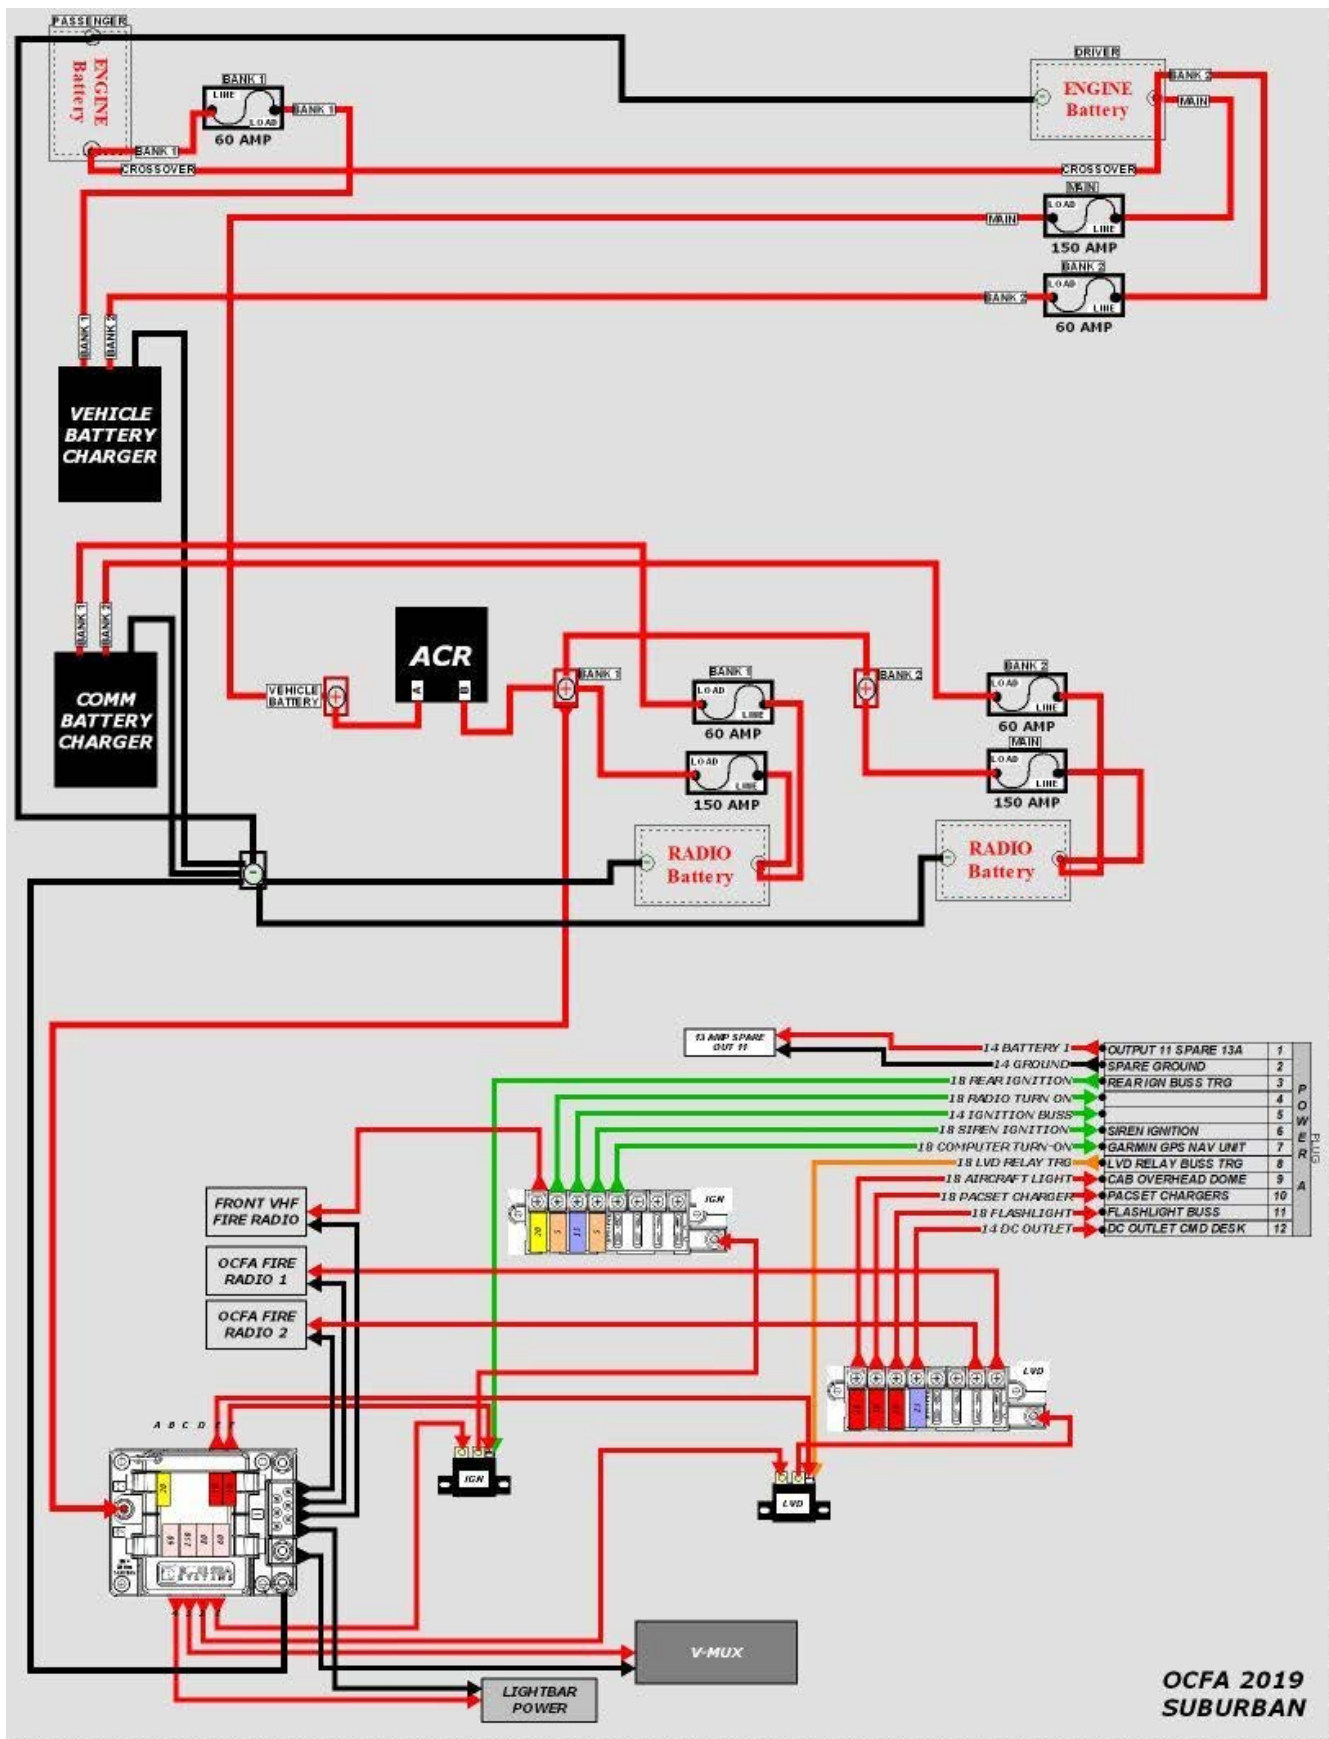 PASSENGER
ENGINE
Battery
BANK 1
LINE
LOAD
60 AMP
BANK 1
BANK 1
CROSSOVER
DRIVER
ENGINE
Battery
BANK 2
MAIN
CROSSOVER
MAIN
LOAD
LINE
150 AMP
MAIN
BANK 2
LOAD
LINE
60 AMP
BANK 2
BANK 1
BANK 2
VEHICLE
BATTERY
CHARGER
BANK 1
BANK 2
COMM
BATTERY
CHARGER
VEHICLE
BATTERY
ACR
A
B
BANK 1
BANK 1
LOAD
LINE
60 AMP
LOAD
LINE
150 AMP
BANK 2
BANK 2
LOAD
LINE
60 AMP
MAIN
LOAD
LINE
150 AMP
RADIO
Battery
RADIO
Battery
13 AMP SPARE
OUT 11
14 BATTERY 1 OUTPUT 11 SPARE 13A 1
14 GROUND SPARE GROUND 2
18 REAR IGNITION REAR IGN BUSS TRG 3
18 RADIO TURN ON 4
14 IGNITION BUSS 5
18 SIREN IGNITION SIREN IGNITION 6
18 COMPUTER TURN-ON GARMIN GPS NAV UNIT 7
18 LVD RELAY TRG LVD RELAY BUSS TRG 8
18 AIRCRAFT LIGHT CAB OVERHEAD DOME 9
18 PACSET CHARGER PACSET CHARGERS 10
18 FLASHLIGHT FLASHLIGHT BUSS 11
14 DC OUTLET DC OUTLET CMD DESK 12
POWER A
PLUG
FRONT VHF
FIRE RADIO
OCFA FIRE
RADIO 1
OCFA FIRE
RADIO 2
IGN
20
5
15
5
LVD
A B C D E F
IGN
LVD
20
V-MUX
LIGHTBAR
POWER
OCFA 2019
SUBURBAN